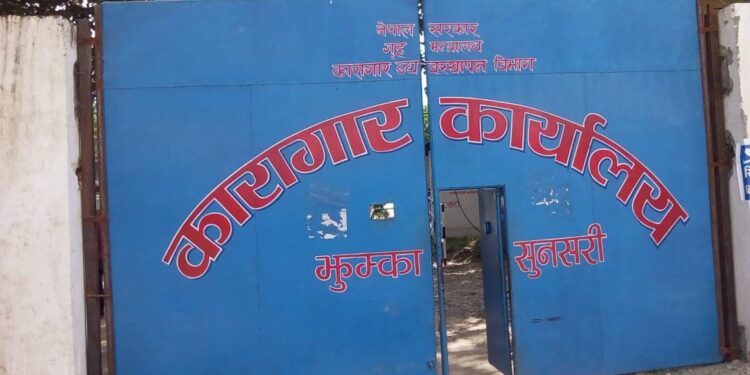 नेपाल सरकार
गृह मन्त्रालय
कारागार व्यवस्थापन विभाग
कारागार कार्यालय
झुम्का सुनसरी